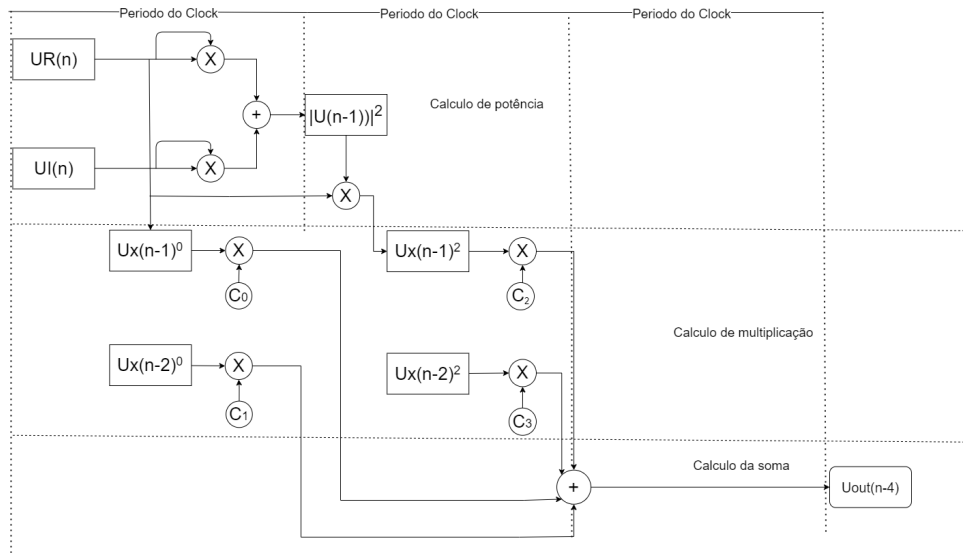 Periodo do Clock
Periodo do Clock
Periodo do Clock
UR(n)
X
+
|U(n-1))|²
Calculo de potência
UI(n)
X
X
Ux(n-1)⁰
X
Ux(n-1)²
X
C₀
C₂
Calculo de multiplicação
Ux(n-2)⁰
X
Ux(n-2)²
X
C₁
C₃
Calculo da soma
+
Uout(n-4)